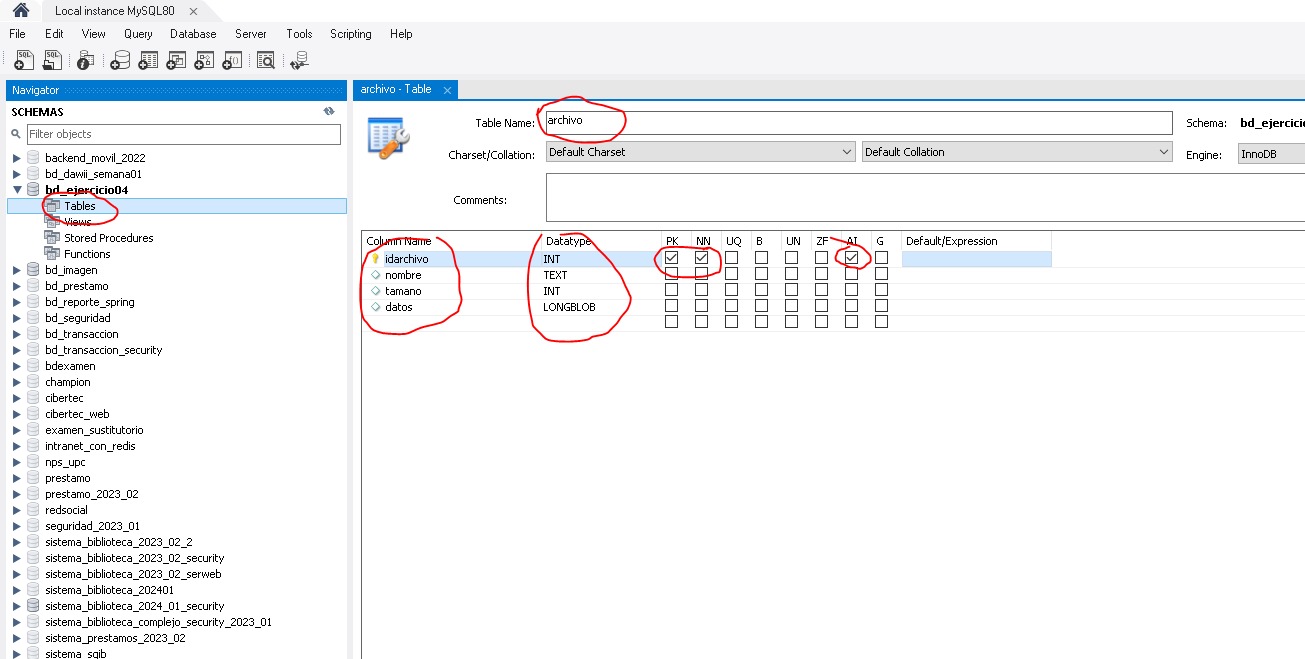 Local instance MySQL80
File Edit View Query Database Server Tools Scripting Help
Navigator
SCHEMAS
Filter objects
backend_movil_2022
bd_dawii_semana01
bd_ejercicio04
Tables
Views
Stored Procedures
Functions
bd_imagen
bd_prestamo
bd_reporte_spring
bd_seguridad
bd_transaccion
bd_transaccion_security
bdexamen
champion
cibertec
cibertec_web
examen_sustitutorio
intranet_con_redis
nps_upc
prestamo
prestamo_2023_02
redsocial
seguridad_2023_01
sistema_biblioteca_2023_02_2
sistema_biblioteca_2023_02_security
sistema_biblioteca_2023_02_serweb
sistema_biblioteca_202401
sistema_biblioteca_2024_01_security
sistema_biblioteca_complejo_security_2023_01
sistema_prestamos_2023_02
sistema_sgib
archivo - Table
Table Name: archivo Schema: bd_ejercici
Charset/Collation: Default Charset Default Collation Engine: InnoDB
Comments:
Column Name Datatype PK NN UQ B UN ZF AI G Default/Expression
idarchivo INT
nombre TEXT
tamano INT
datos LONGBLOB